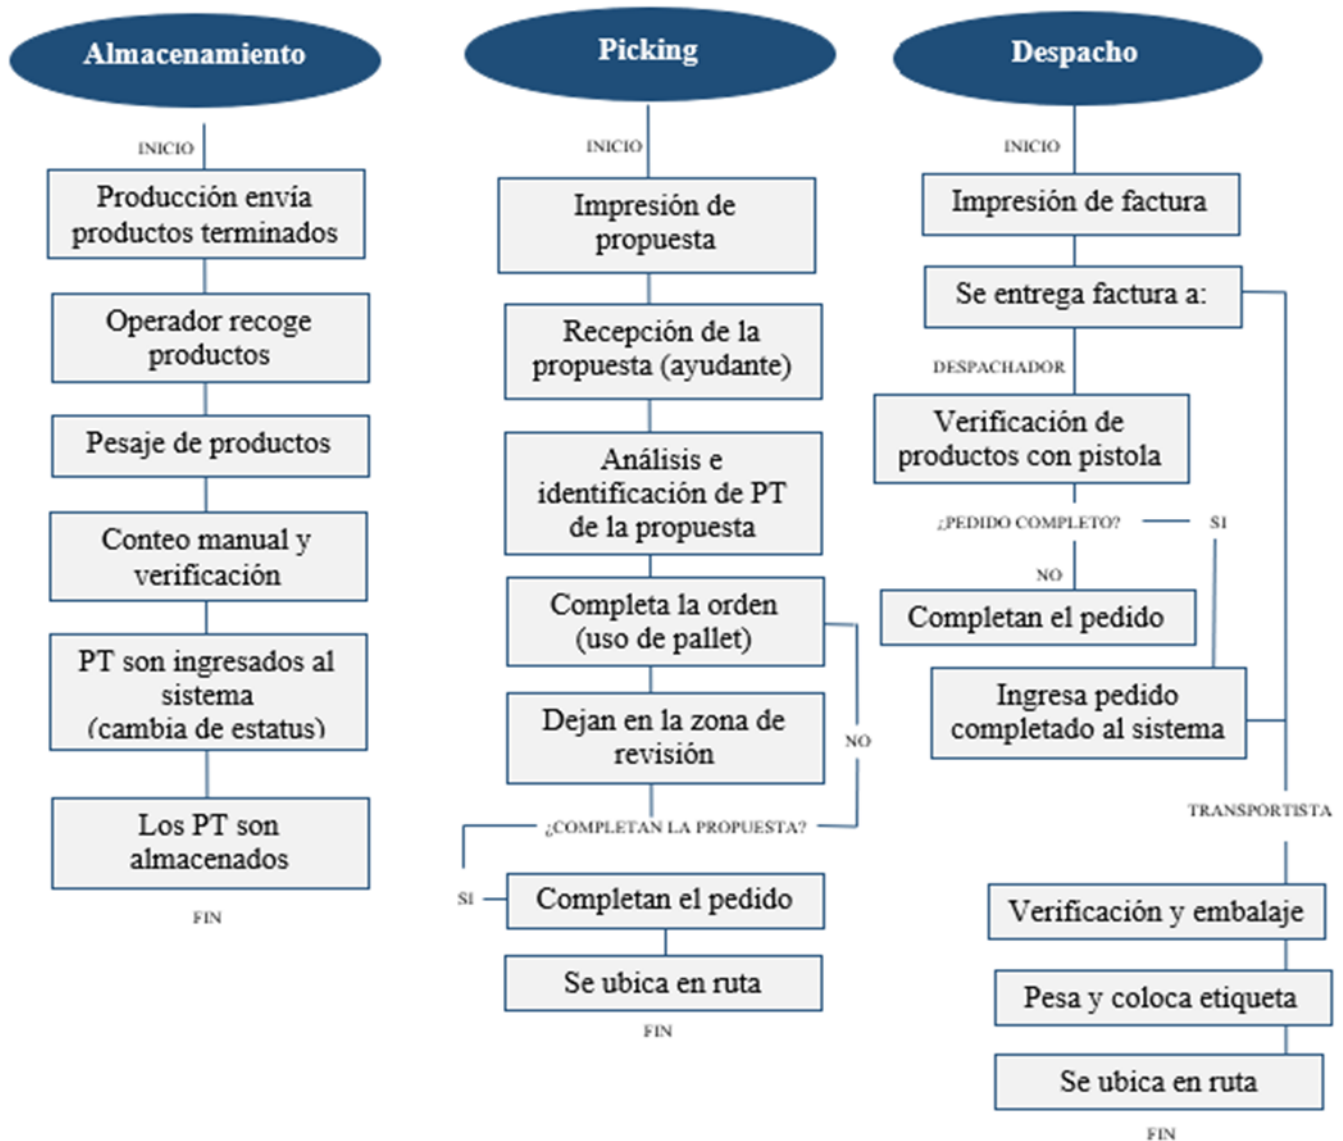 Almacenamiento
INICIO
Producción envía
productos terminados
Operador recoge
productos
Pesaje de productos
Conteo manual y
verificación
PT son ingresados al
sistema
(cambia de estatus)
Los PT son
almacenados
FIN
Picking
INICIO
Impresión de
propuesta
Recepción de la
propuesta (ayudante)
Análisis e
identificación de PT
de la propuesta
Completa la orden
(uso de pallet)
Dejan en la zona de
revisión
NO
¿COMPLETAN LA PROPUESTA?
SI
Completan el pedido
Se ubica en ruta
FIN
Despacho
INICIO
Impresión de factura
Se entrega factura a:
DESPACHADOR
Verificación de
productos con pistola
¿PEDIDO COMPLETO?
SI
NO
Completan el pedido
Ingresa pedido
completado al sistema
TRANSPORTISTA
Verificación y embalaje
Pesa y coloca etiqueta
Se ubica en ruta
FIN